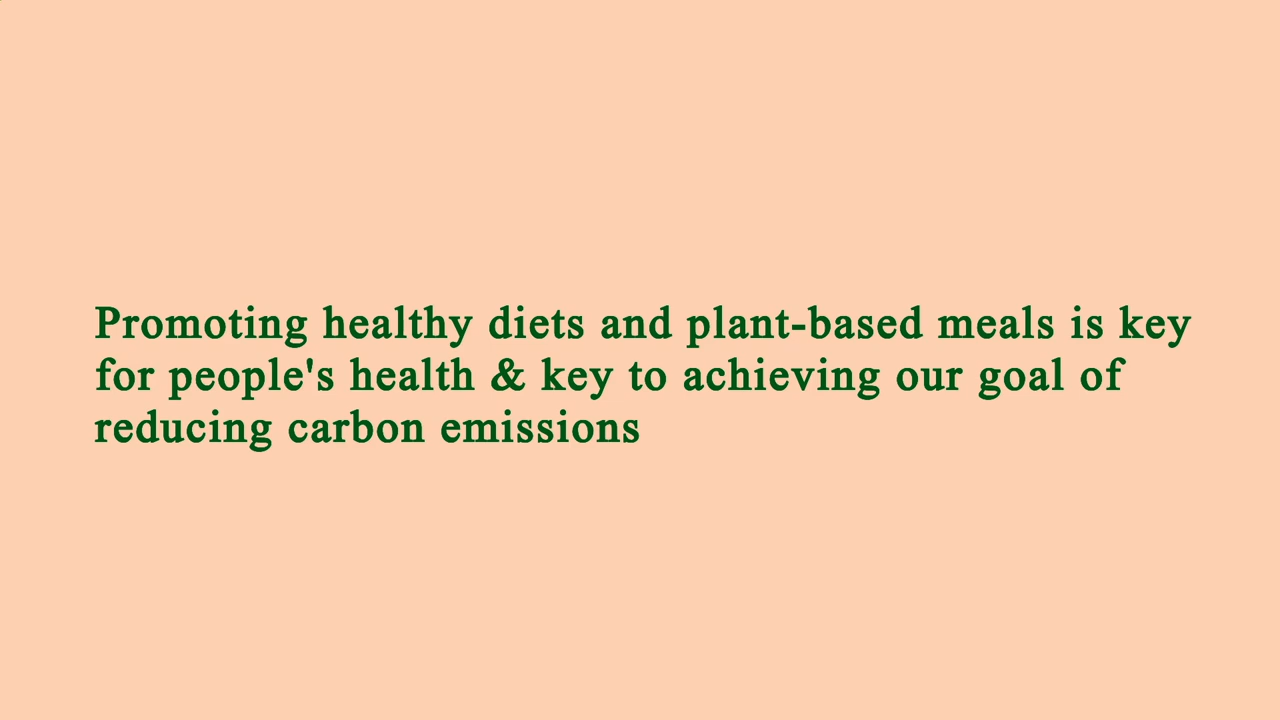 Promoting healthy diets and plant-based meals is key
for people's health & key to achieving our goal of
reducing carbon emissions